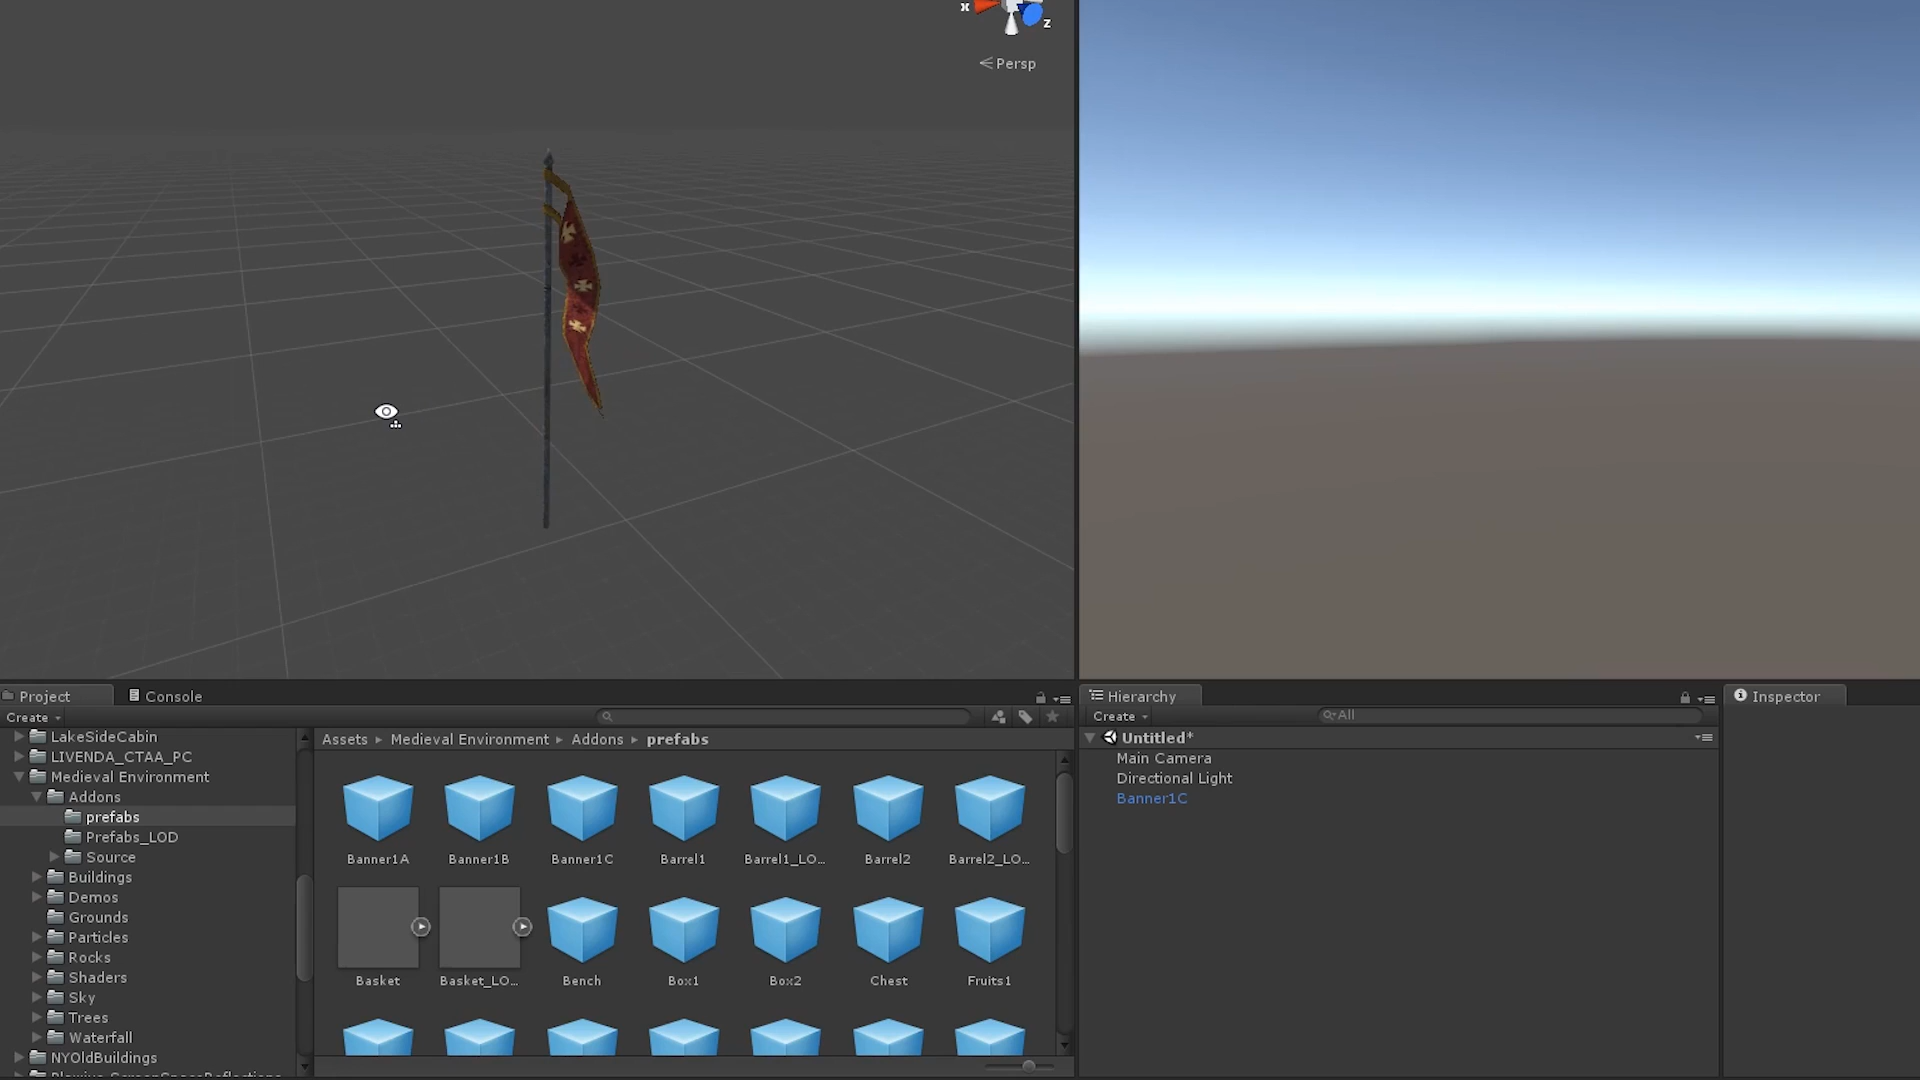 x
z
Persp
Project
Console
Create
LakeSideCabin
LIVENDA_CTAA_PC
Medieval Environment
Addons
prefabs
Prefabs_LOD
Source
Buildings
Demos
Grounds
Particles
Rocks
Shaders
Sky
Trees
Waterfall
NYOldBuildings
Assets ▸ Medieval Environment ▸ Addons ▸ prefabs
Banner1A Banner1B Banner1C Barrel1 Barrel1_LO... Barrel2 Barrel2_LO...
Basket Basket_LO... Bench Box1 Box2 Chest Fruits1
Hierarchy
Create
All
Untitled*
Main Camera
Directional Light
Banner1C
Inspector